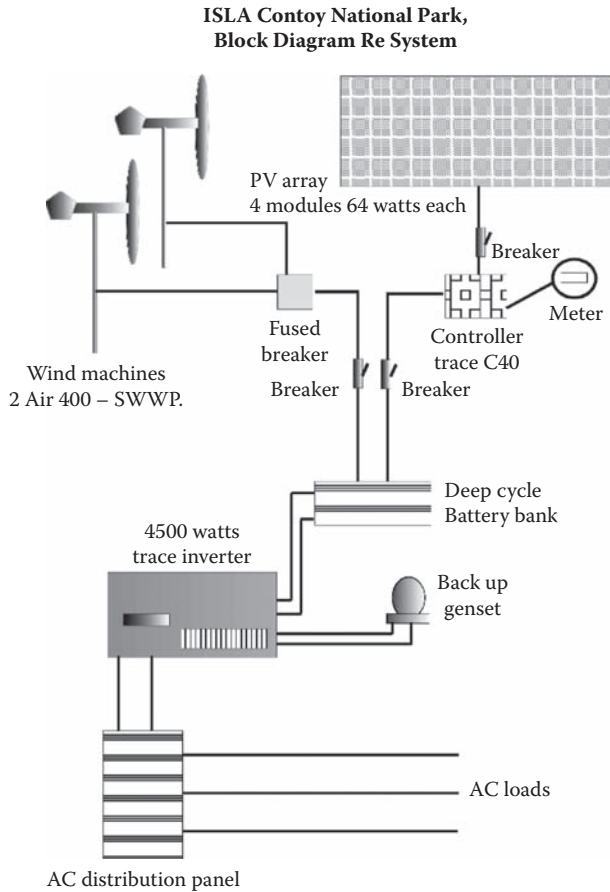 ISLA Contoy National Park,
Block Diagram Re System
PV array
4 modules 64 watts each
Breaker
Meter
Controller
trace C40
Fused
breaker
Wind machines
2 Air 400 – SWWP.
Breaker
Breaker
Deep cycle
Battery bank
4500 watts
trace inverter
Back up
genset
AC loads
AC distribution panel